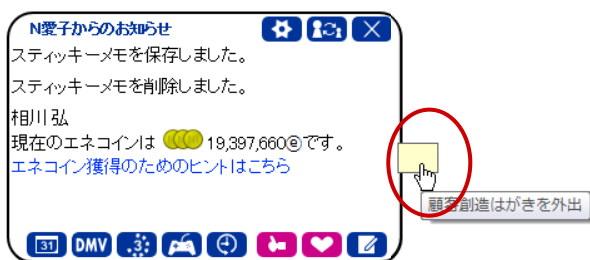 N愛子からのお知らせ
スティッキーメモを保存しました。
スティッキーメモを削除しました。
相川 弘
現在のエネコインは 19,397,660ⓔです。
エネコイン獲得のためのヒントはこちら
顧客創造はがきを外出
31 DMV 3